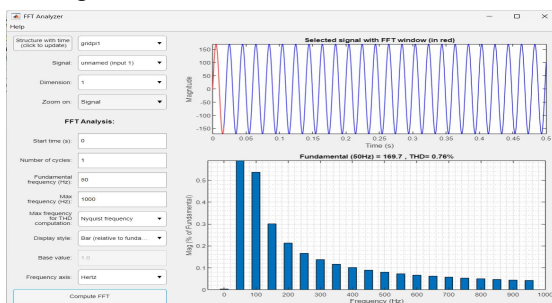 FFT Analyzer
Help
Structure with time
(click to update)
gridpi1
Signal:
unnamed (input 1)
Dimension:
1
Zoom on:
Signal
FFT Analysis:
Start time (s):
0
Number of cycles:
1
Fundamental
frequency (Hz):
50
Max
frequency (Hz):
1000
Max frequency
for THD
computation:
Nyquist frequency
Display style:
Bar (relative to funda...
Base value:
1.0
Frequency axis:
Hertz
Compute FFT
Selected signal with FFT window (in red)
Magnitude
150
100
50
0
-50
-100
-150
0 0.05 0.1 0.15 0.2 0.25 0.3 0.35 0.4 0.45 0.5
Time (s)
Fundamental (50Hz) = 169.7 , THD= 0.76%
Mag (% of Fundamental)
0.5
0.4
0.3
0.2
0.1
0
0 100 200 300 400 500 600 700 800 900 1000
Frequency (Hz)